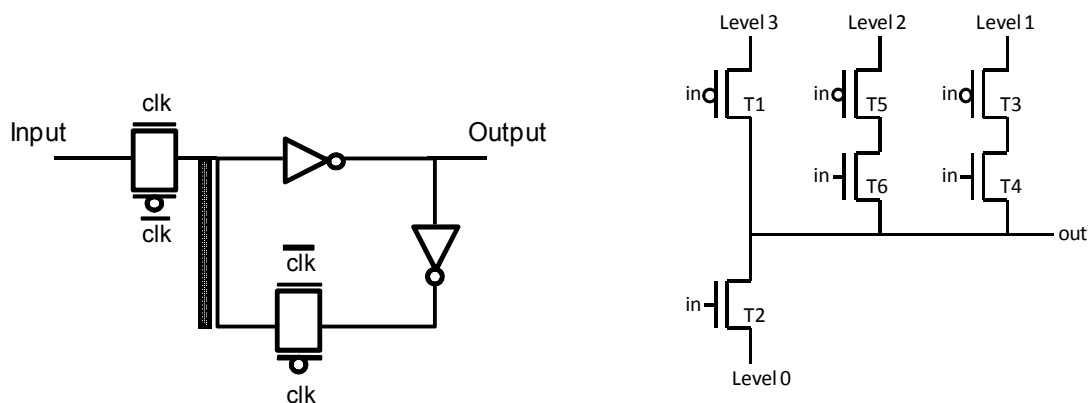 clk
Input
Output
clk
clk
clk
Level 3
Level 2
Level 1
in
T1
in
T5
in
T3
in
T6
in
T4
out
in
T2
Level 0